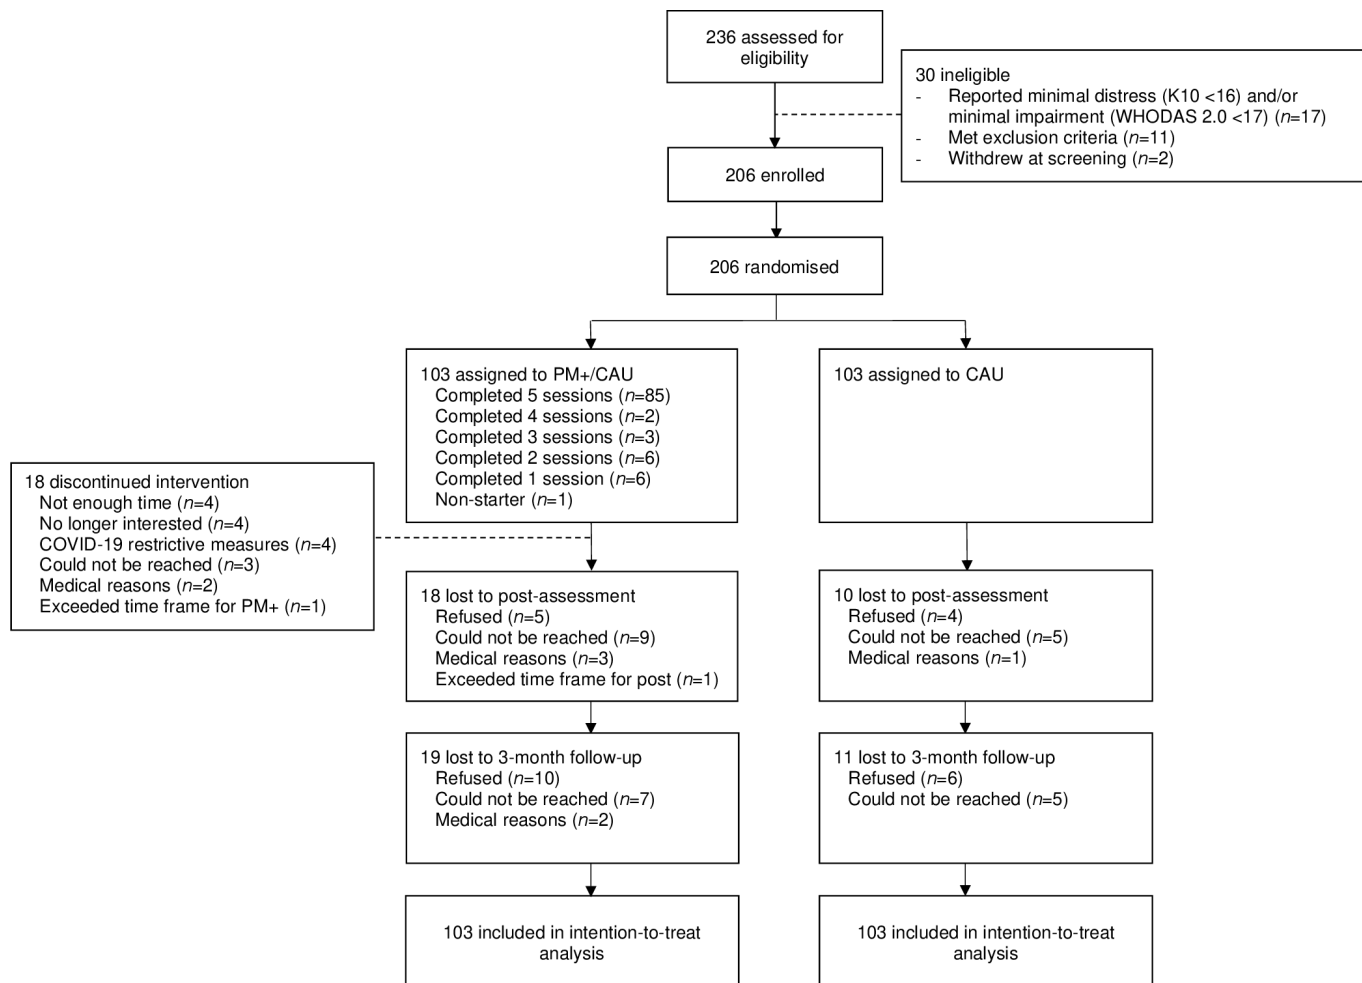 236 assessed for
eligibility
30 ineligible
- Reported minimal distress (K10 <16) and/or
minimal impairment (WHODAS 2.0 <17) (n=17)
- Met exclusion criteria (n=11)
- Withdrew at screening (n=2)
206 enrolled
206 randomised
103 assigned to PM+/CAU
Completed 5 sessions (n=85)
Completed 4 sessions (n=2)
Completed 3 sessions (n=3)
Completed 2 sessions (n=6)
Completed 1 session (n=6)
Non-starter (n=1)
103 assigned to CAU
18 discontinued intervention
Not enough time (n=4)
No longer interested (n=4)
COVID-19 restrictive measures (n=4)
Could not be reached (n=3)
Medical reasons (n=2)
Exceeded time frame for PM+ (n=1)
18 lost to post-assessment
Refused (n=5)
Could not be reached (n=9)
Medical reasons (n=3)
Exceeded time frame for post (n=1)
10 lost to post-assessment
Refused (n=4)
Could not be reached (n=5)
Medical reasons (n=1)
19 lost to 3-month follow-up
Refused (n=10)
Could not be reached (n=7)
Medical reasons (n=2)
11 lost to 3-month follow-up
Refused (n=6)
Could not be reached (n=5)
103 included in intention-to-treat
analysis
103 included in intention-to-treat
analysis